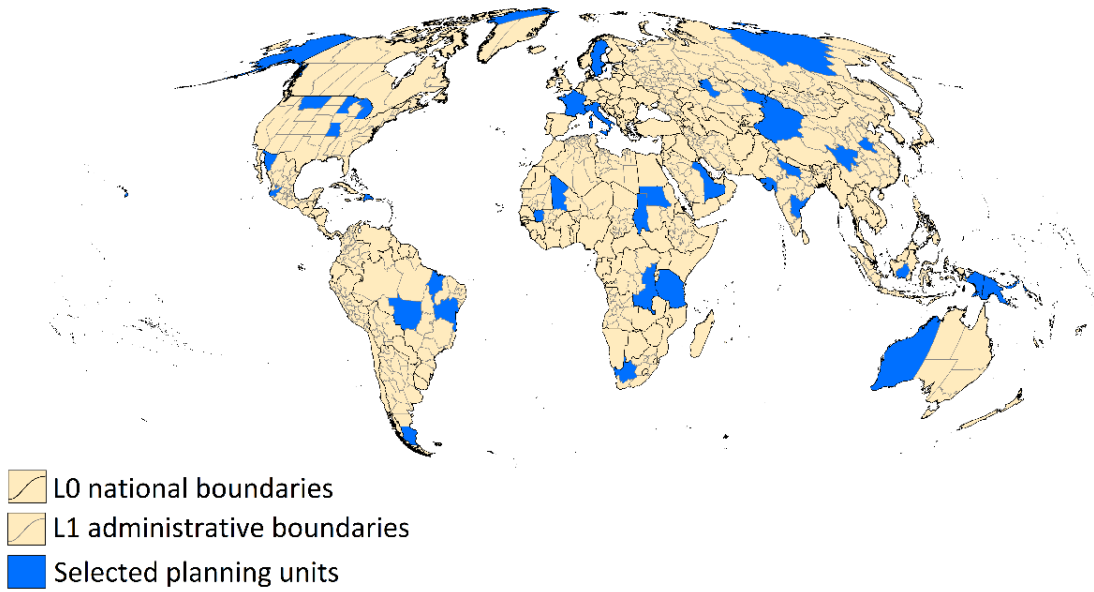 L0 national boundaries
L1 administrative boundaries
Selected planning units